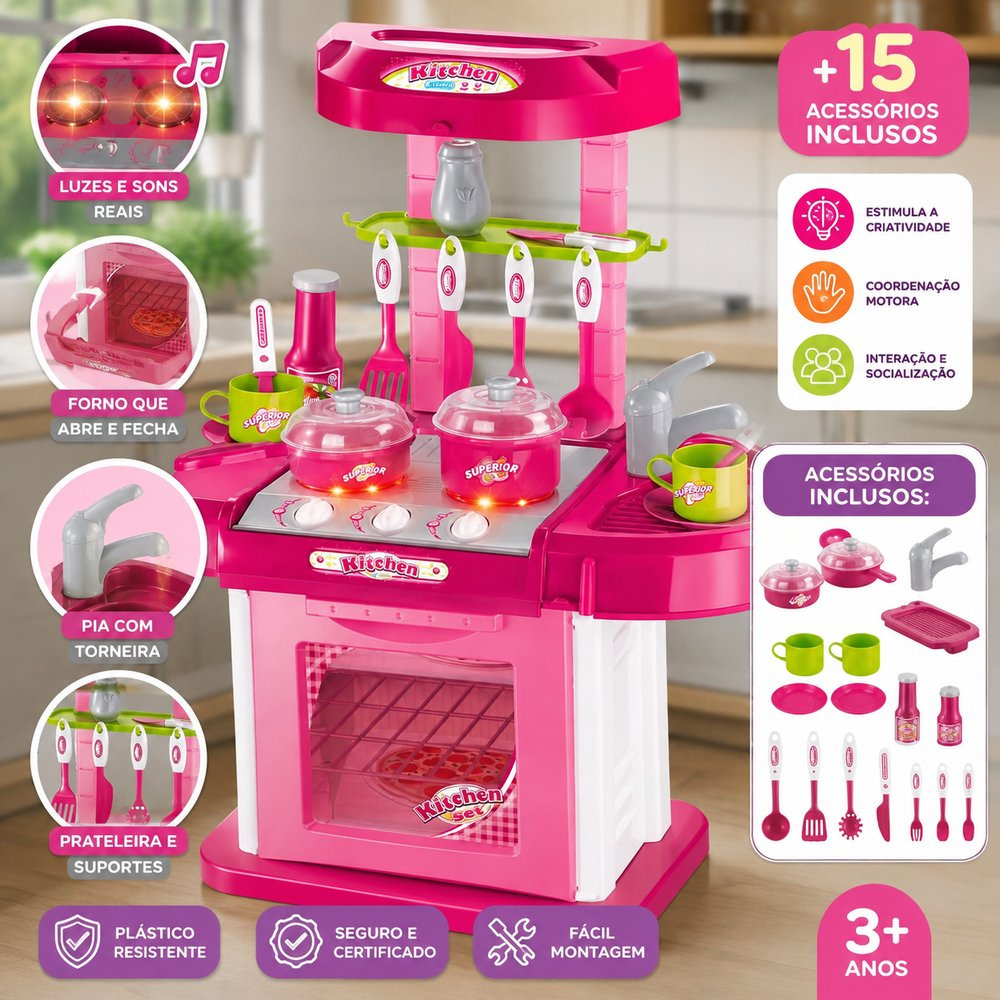 Kitchen
+15
ACESSÓRIOS
INCLUSOS
LUZES E SONS
REAIS
ESTIMULA A
CRIATIVIDADE
COORDENAÇÃO
MOTORA
INTERAÇÃO E
SOCIALIZAÇÃO
FORNO QUE
ABRE E FECHA
SUPERIOR
SUPERIOR
SUPERIOR
SUPERIOR
Kitchen
ACESSÓRIOS
INCLUSOS:
PIA COM
TORNEIRA
Kitchen
set
PRATELEIRA E
SUPORTES
PLÁSTICO
RESISTENTE
SEGURO E
CERTIFICADO
FÁCIL
MONTAGEM
3+
ANOS